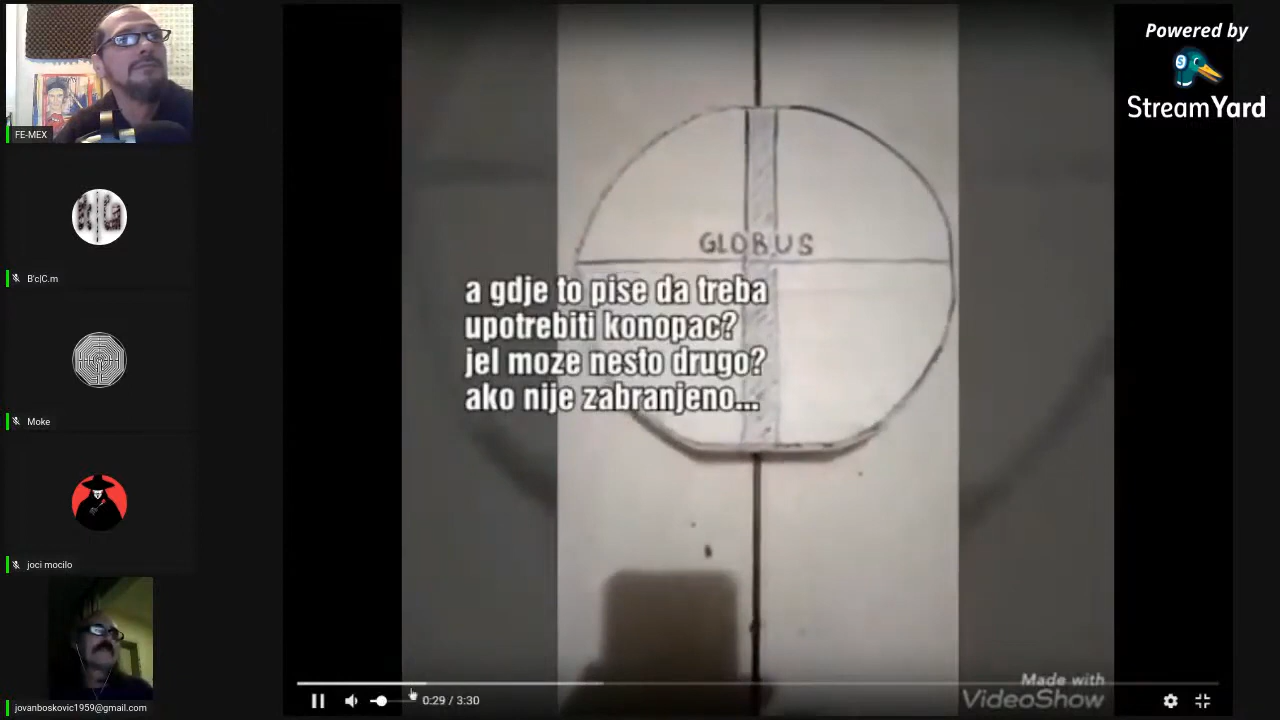 Powered by
StreamYard
FE-MEX
B'c|C.m
Moke
joci mocilo
jovanboskovic1959@gmail.com
GLOBUS
a gdje to pise da treba
upotrebiti konopac?
jel moze nesto drugo?
ako nije zabranjeno...
0:29 / 3:30
Made with
VideoShow